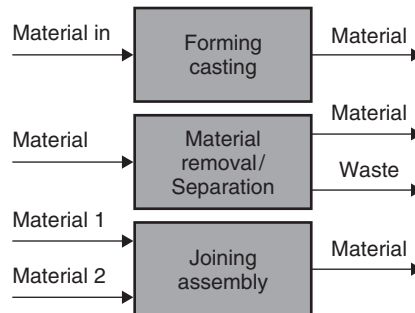 Material in
Forming
casting
Material
Material
Material
removal/
Separation
Material
Waste
Material 1
Material 2
Joining
assembly
Material